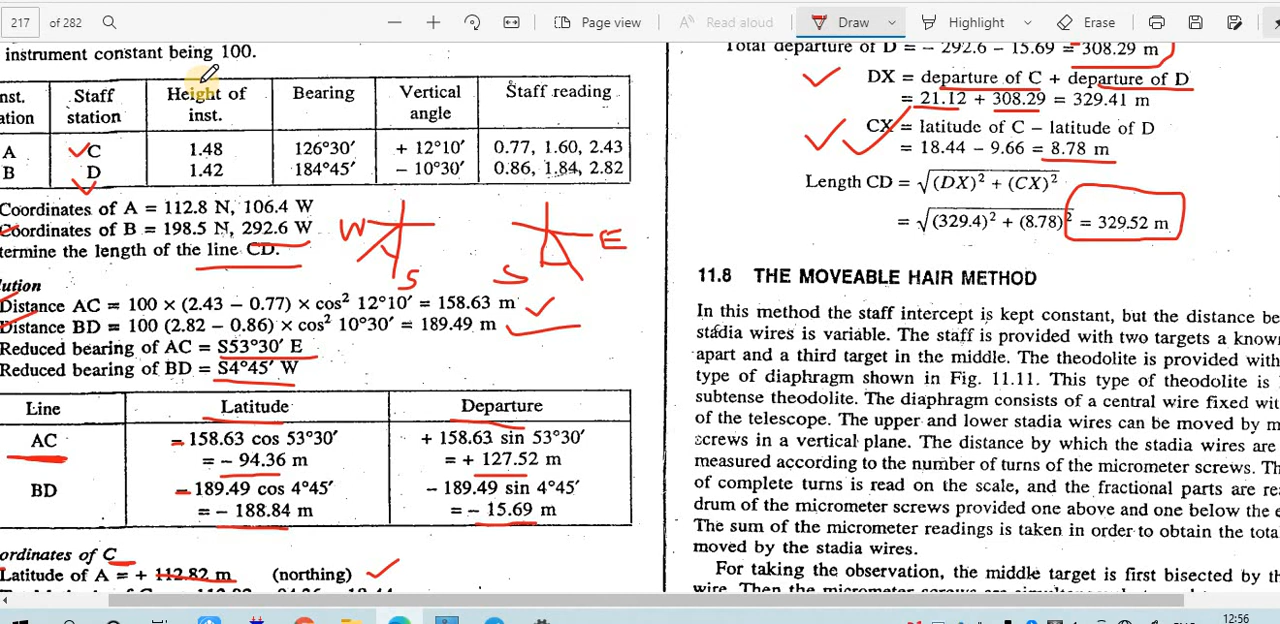 217 of 282
Page view
Read aloud
Draw
Highlight
Erase
instrument constant being 100.
nst. Staff Height of Bearing Vertical Staff reading
ation station inst. angle
A C 1.48 126°30′ + 12°10′ 0.77, 1.60, 2.43
B D 1.42 184°45′ − 10°30′ 0.86, 1.84, 2.82
Coordinates of A = 112.8 N, 106.4 W
Coordinates of B = 198.5 N, 292.6 W
termine the length of the line CD.
W S S E
lution
Distance AC = 100 × (2.43 − 0.77) × cos² 12°10′ = 158.63 m
Distance BD = 100 (2.82 − 0.86) × cos² 10°30′ = 189.49 m
Reduced bearing of AC = S53°30′ E
Reduced bearing of BD = S4°45′ W
Line Latitude Departure
AC − 158.63 cos 53°30′ + 158.63 sin 53°30′
= − 94.36 m = + 127.52 m
BD − 189.49 cos 4°45′ − 189.49 sin 4°45′
= − 188.84 m = − 15.69 m
ordinates of C
Latitude of A = + 112.82 m (northing)
Total departure of D = − 292.6 − 15.69 = 308.29 m
DX = departure of C + departure of D
= 21.12 + 308.29 = 329.41 m
CX = latitude of C − latitude of D
= 18.44 − 9.66 = 8.78 m
Length CD = √(DX)² + (CX)²
= √(329.4)² + (8.78)² = 329.52 m
11.8 THE MOVEABLE HAIR METHOD
In this method the staff intercept is kept constant, but the distance be
stadia wires is variable. The staff is provided with two targets a know
apart and a third target in the middle. The theodolite is provided with
type of diaphragm shown in Fig. 11.11. This type of theodolite is
subtense theodolite. The diaphragm consists of a central wire fixed wit
of the telescope. The upper and lower stadia wires can be moved by m
screws in a vertical plane. The distance by which the stadia wires are
measured according to the number of turns of the micrometer screws. Th
of complete turns is read on the scale, and the fractional parts are re
drum of the micrometer screws provided one above and one below the e
The sum of the micrometer readings is taken in order to obtain the tota
moved by the stadia wires.
For taking the observation, the middle target is first bisected by th
wire. Then the micrometer screws are
12:56